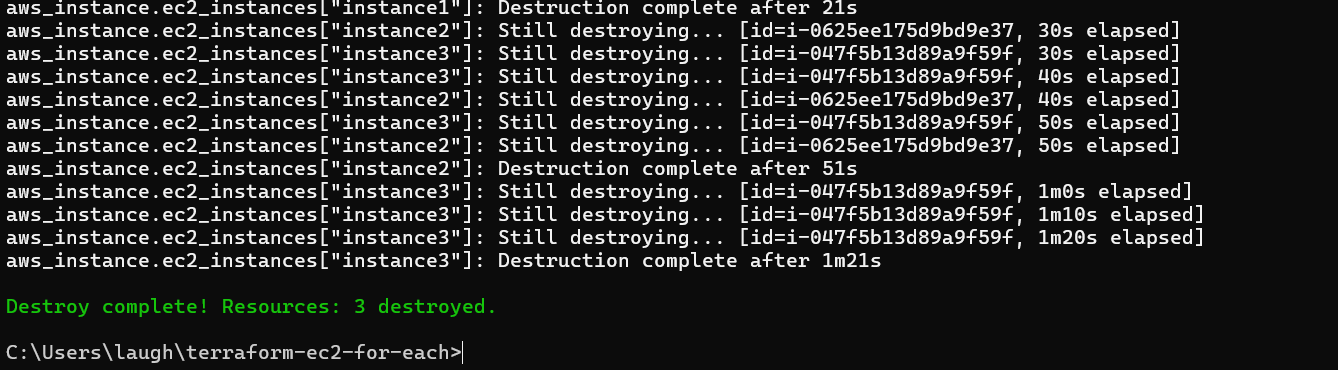 aws_instance.ec2_instances["instance1"]: Destruction complete after 21s
aws_instance.ec2_instances["instance2"]: Still destroying... [id=i-0625ee175d9bd9e37, 30s elapsed]
aws_instance.ec2_instances["instance3"]: Still destroying... [id=i-047f5b13d89a9f59f, 30s elapsed]
aws_instance.ec2_instances["instance3"]: Still destroying... [id=i-047f5b13d89a9f59f, 40s elapsed]
aws_instance.ec2_instances["instance2"]: Still destroying... [id=i-0625ee175d9bd9e37, 40s elapsed]
aws_instance.ec2_instances["instance3"]: Still destroying... [id=i-047f5b13d89a9f59f, 50s elapsed]
aws_instance.ec2_instances["instance2"]: Still destroying... [id=i-0625ee175d9bd9e37, 50s elapsed]
aws_instance.ec2_instances["instance2"]: Destruction complete after 51s
aws_instance.ec2_instances["instance3"]: Still destroying... [id=i-047f5b13d89a9f59f, 1m0s elapsed]
aws_instance.ec2_instances["instance3"]: Still destroying... [id=i-047f5b13d89a9f59f, 1m10s elapsed]
aws_instance.ec2_instances["instance3"]: Still destroying... [id=i-047f5b13d89a9f59f, 1m20s elapsed]
aws_instance.ec2_instances["instance3"]: Destruction complete after 1m21s
Destroy complete! Resources: 3 destroyed.
C:\Users\laugh\terraform-ec2-for-each>